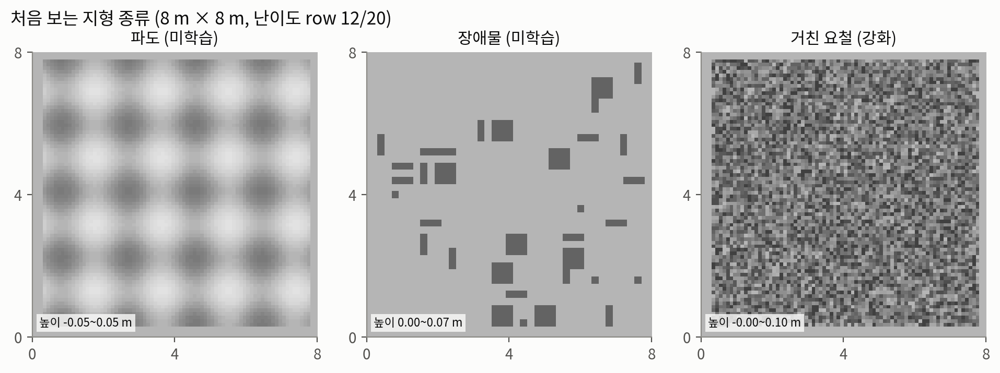 처음 보는 지형 종류 (8 m × 8 m, 난이도 row 12/20)
파도 (미학습)
8
4
0
0 4 8
높이 -0.05~0.05 m
장애물 (미학습)
8
4
0
0 4 8
높이 0.00~0.07 m
거친 요철 (강화)
8
4
0
0 4 8
높이 -0.00~0.10 m